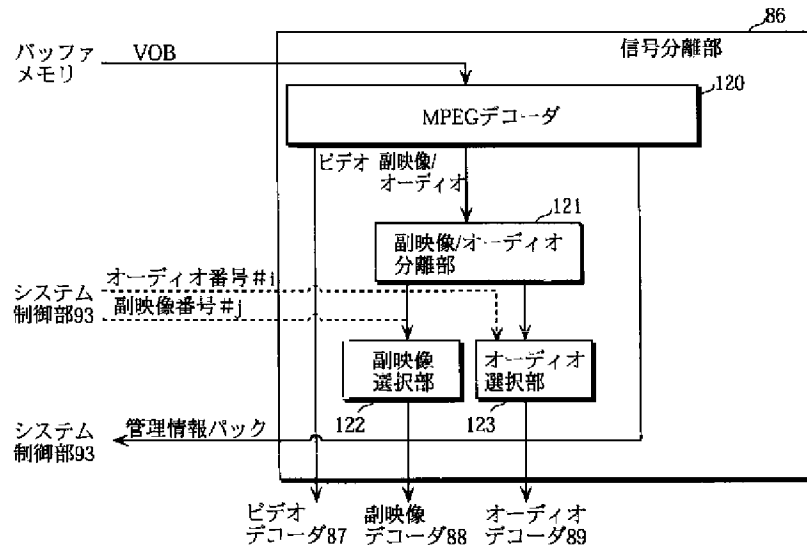 86
信号分離部
バッファ
メモリ
VOB
120
MPEGデコーダ
ビデオ
副映像/
オーディオ
121
副映像/オーディオ
分離部
オーディオ番号#i
システム
制御部93
副映像番号#j
副映像
選択部
オーディオ
選択部
122
123
システム
制御部93
管理情報パック
ビデオ
デコーダ87
副映像
デコーダ88
オーディオ
デコーダ89